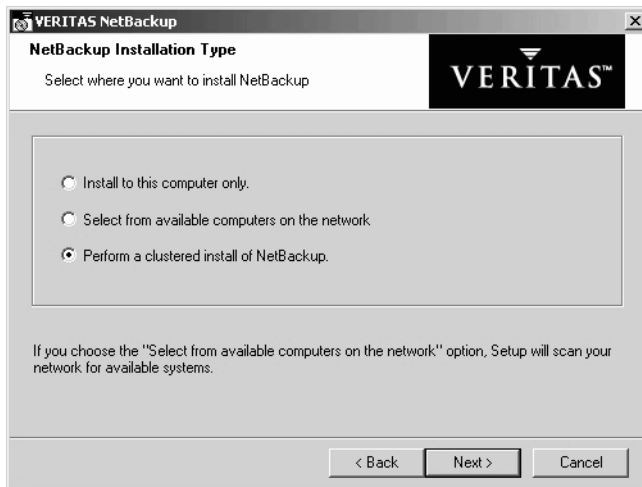 VERITAS NetBackup
NetBackup Installation Type
Select where you want to install NetBackup
VERITAS™
Install to this computer only.
Select from available computers on the network
Perform a clustered install of NetBackup.
If you choose the "Select from available computers on the network" option, Setup will scan your
network for available systems.
< Back
Next >
Cancel